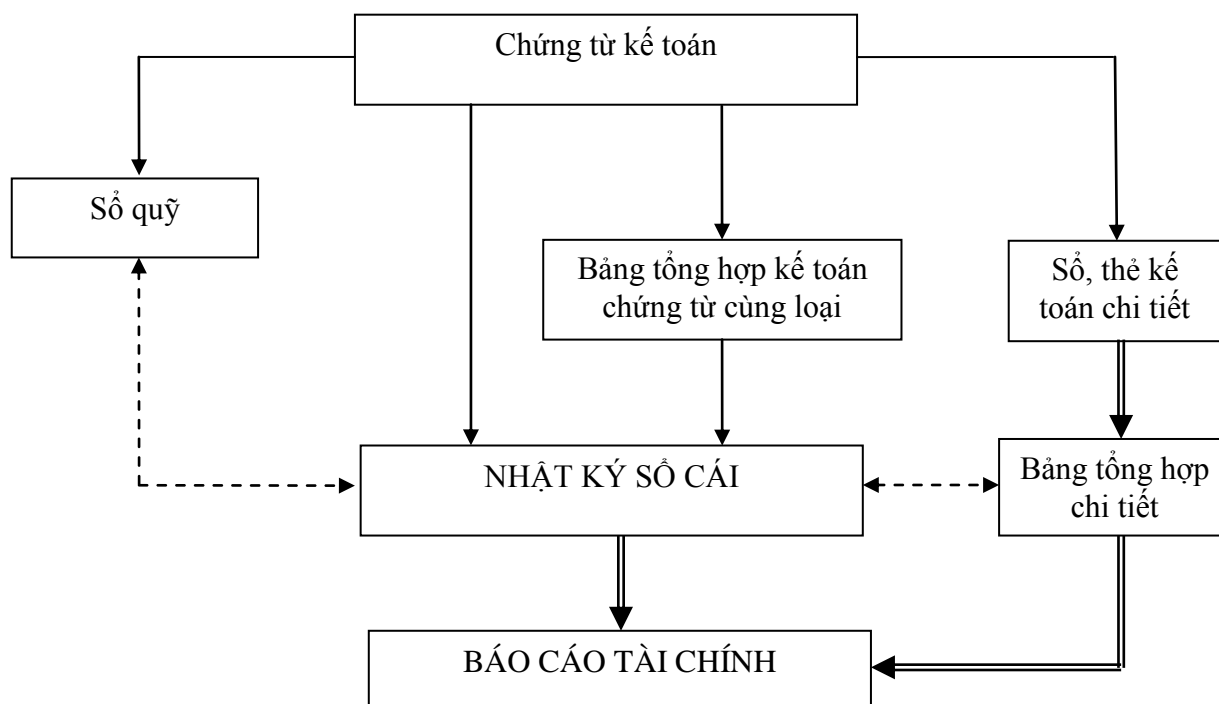 Chứng từ kế toán
Sổ quỹ
Bảng tổng hợp kế toán
chứng từ cùng loại
Sổ, thẻ kế
toán chi tiết
NHẬT KÝ SỔ CÁI
Bảng tổng hợp
chi tiết
BÁO CÁO TÀI CHÍNH